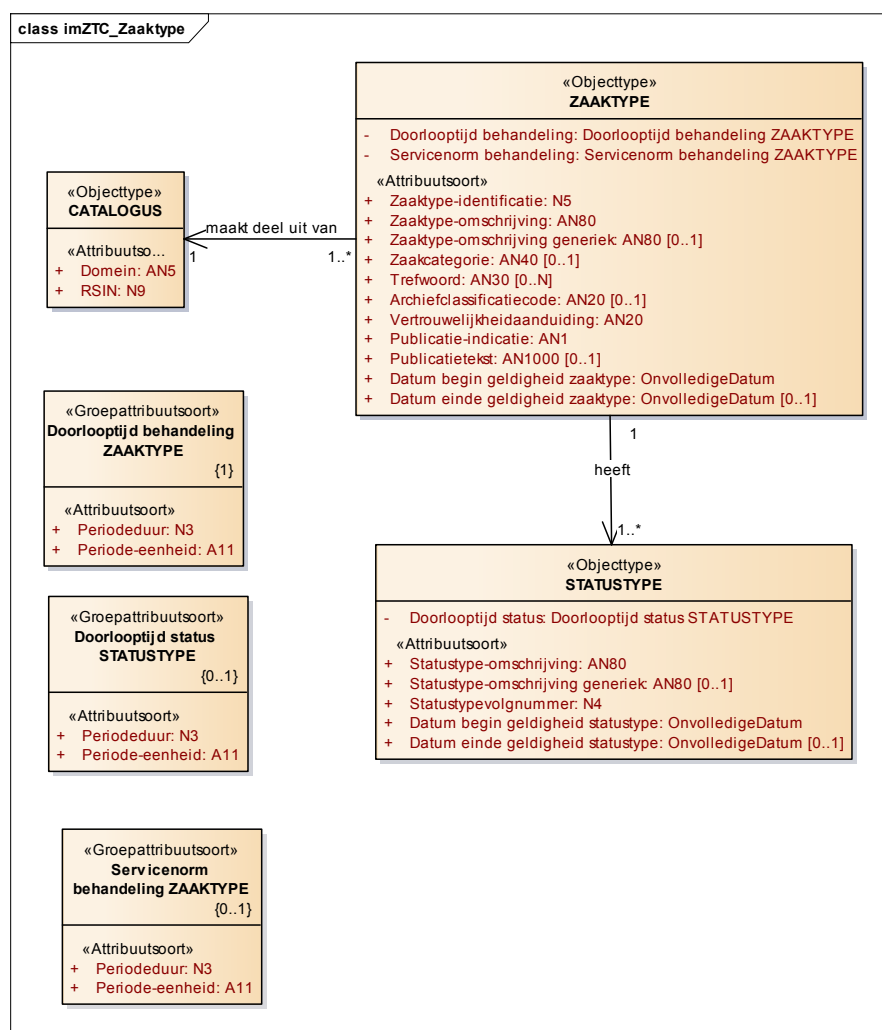 class imZTC_Zaaktype
«Objecttype»
ZAAKTYPE
- Doorlooptijd behandeling: Doorlooptijd behandeling ZAAKTYPE
- Servicenorm behandeling: Servicenorm behandeling ZAAKTYPE
«Attribuutsoort»
+ Zaaktype-identificatie: N5
+ Zaaktype-omschrijving: AN80
+ Zaaktype-omschrijving generiek: AN80 [0..1]
+ Zaakcategorie: AN40 [0..1]
+ Trefwoord: AN30 [0..N]
+ Archiefclassificatiecode: AN20 [0..1]
+ Vertrouwelijkheidaanduiding: AN20
+ Publicatie-indicatie: AN1
+ Publicatietekst: AN1000 [0..1]
+ Datum begin geldigheid zaaktype: OnvolledigeDatum
+ Datum einde geldigheid zaaktype: OnvolledigeDatum [0..1]
«Objecttype»
CATALOGUS
«Attribuutso...
+ Domein: AN5
+ RSIN: N9
maakt deel uit van
1
1..*
1
heeft
1..*
«Groepattribuutsoort»
Doorlooptijd behandeling
ZAAKTYPE
{1}
«Attribuutsoort»
+ Periodeduur: N3
+ Periode-eenheid: A11
«Objecttype»
STATUSTYPE
- Doorlooptijd status: Doorlooptijd status STATUSTYPE
«Attribuutsoort»
+ Statustype-omschrijving: AN80
+ Statustype-omschrijving generiek: AN80 [0..1]
+ Statustypevolgnummer: N4
+ Datum begin geldigheid statustype: OnvolledigeDatum
+ Datum einde geldigheid statustype: OnvolledigeDatum [0..1]
«Groepattribuutsoort»
Doorlooptijd status
STATUSTYPE
{0..1}
«Attribuutsoort»
+ Periodeduur: N3
+ Periode-eenheid: A11
«Groepattribuutsoort»
Servicenorm
behandeling ZAAKTYPE
{0..1}
«Attribuutsoort»
+ Periodeduur: N3
+ Periode-eenheid: A11